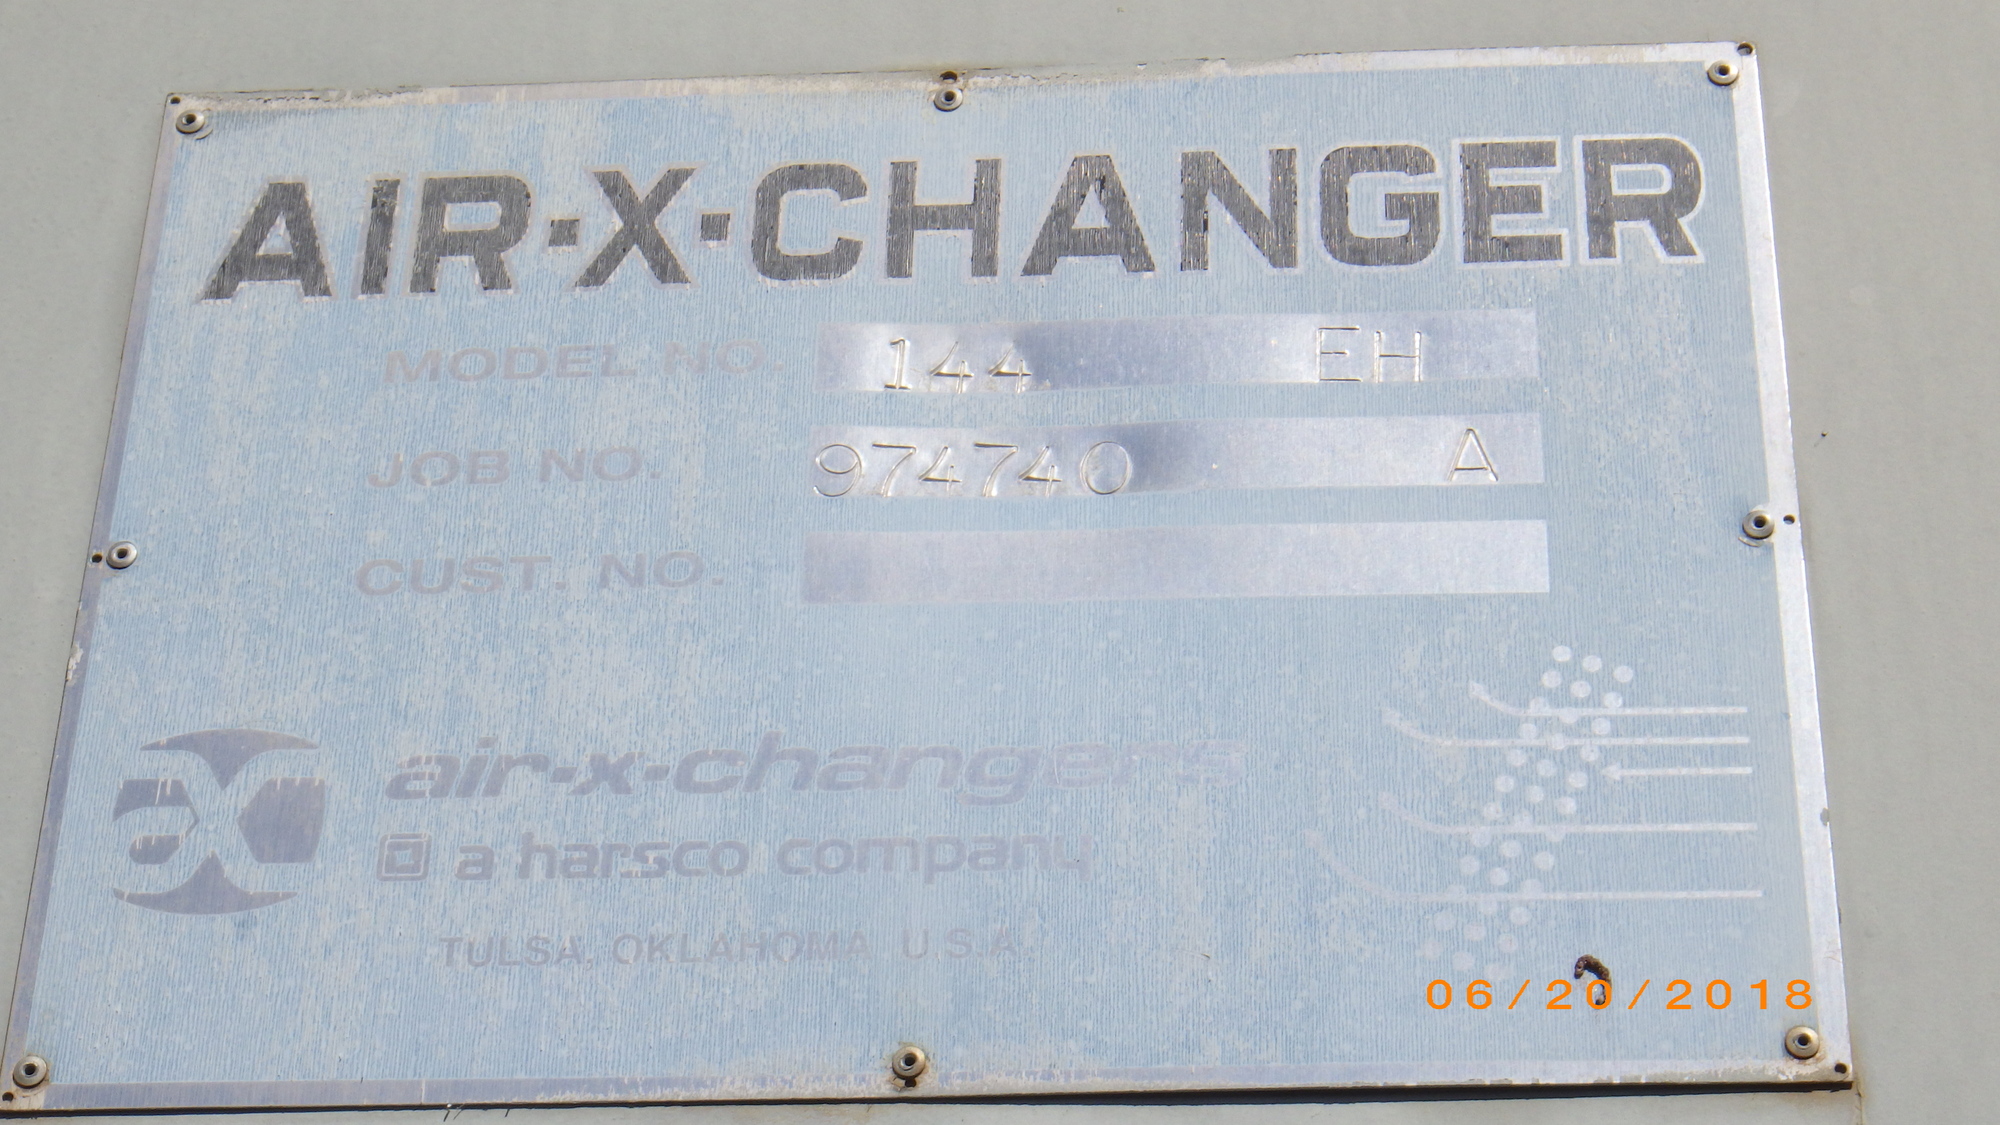 AIR·X·CHANGER
MODEL NO. 144 EH
JOB NO. 974740 A
CUST. NO.
ax
air·x·changers
a harsco company
TULSA, OKLAHOMA U.S.A.
06/20/2018